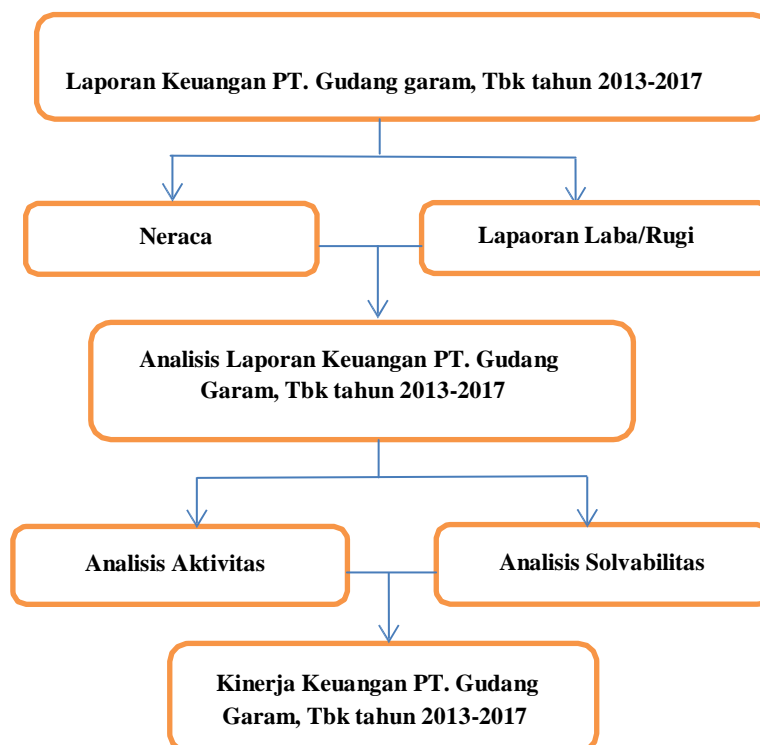 Laporan Keuangan PT. Gudang garam, Tbk tahun 2013-2017
Neraca
Lapaoran Laba/Rugi
Analisis Laporan Keuangan PT. Gudang
Garam, Tbk tahun 2013-2017
Analisis Aktivitas
Analisis Solvabilitas
Kinerja Keuangan PT. Gudang
Garam, Tbk tahun 2013-2017